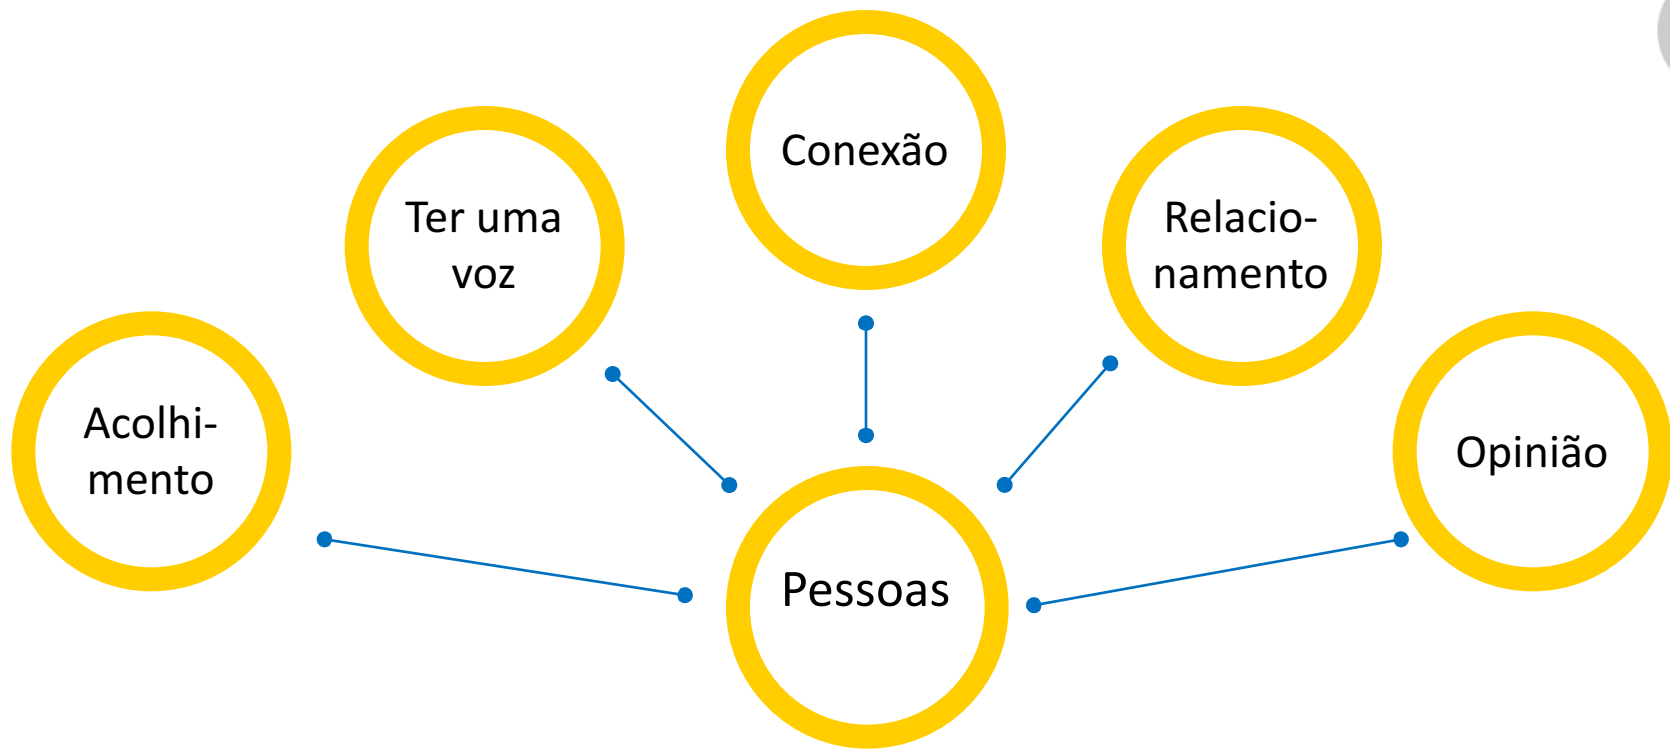 Conexão
Ter uma
voz
Relacio-
namento
Acolhi-
mento
Opinião
Pessoas